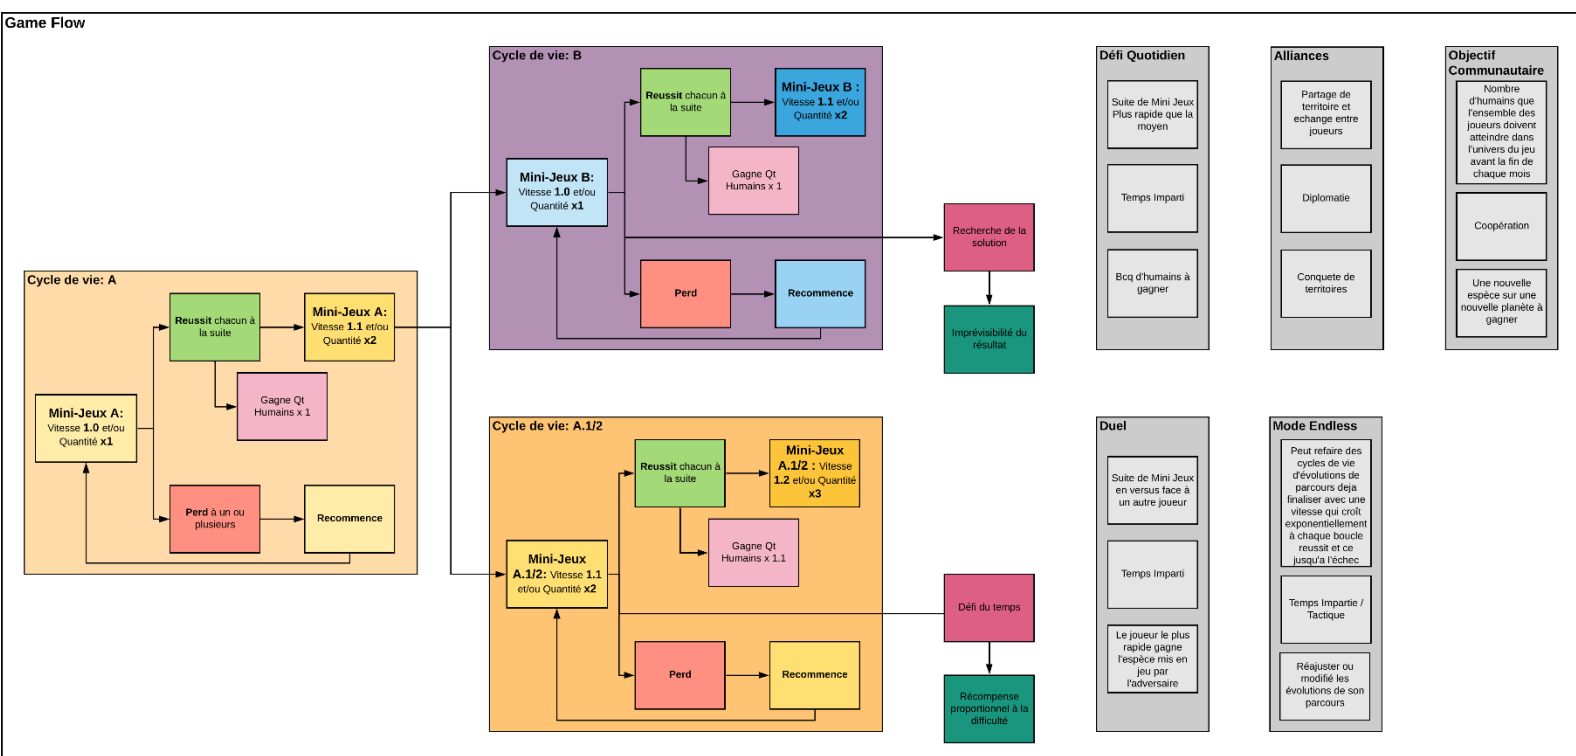 Game Flow
Cycle de vie: A
Mini-Jeux A:
Vitesse 1.0 et/ou
Quantité x1
Reussit chacun à
la suite
Mini-Jeux A:
Vitesse 1.1 et/ou
Quantité x2
Gagne Qt
Humains x 1
Perd à un ou
plusieurs
Recommence
Cycle de vie: B
Mini-Jeux B:
Vitesse 1.0 et/ou
Quantité x1
Reussit chacun à
la suite
Mini-Jeux B :
Vitesse 1.1 et/ou
Quantité x2
Gagne Qt
Humains x 1
Perd
Recommence
Recherche de la
solution
Imprévisibilité du
résultat
Cycle de vie: A.1/2
Mini-Jeux
A.1/2: Vitesse 1.1
et/ou Quantité x2
Reussit chacun à
la suite
Mini-Jeux
A.1/2 : Vitesse
1.2 et/ou Quantité
x3
Gagne Qt
Humains x 1.1
Perd
Recommence
Défi du temps
Récompense
proportionnel à la
difficulté
Défi Quotidien
Suite de Mini Jeux
Plus rapide que la
moyen
Temps Imparti
Bcq d'humains à
gagner
Alliances
Partage de
territoire et
echange entre
joueurs
Diplomatie
Conquete de
territoires
Objectif
Communautaire
Nombre
d'humains que
l'ensemble des
joueurs doivent
atteindre dans
l'univers du jeu
avant la fin de
chaque mois
Coopération
Une nouvelle
espèce sur une
nouvelle planète à
gagner
Duel
Suite de Mini Jeux
en versus face à
un autre joueur
Temps Imparti
Le joueur le plus
rapide gagne
l'espèce mis en
jeu par
l'adversaire
Mode Endless
Peut refaire des
cycles de vie
d'évolutions de
parcours deja
finaliser avec une
vitesse qui croît
exponentiellement
à chaque boucle
reussit et ce
jusqu'a l'échec
Temps Impartie /
Tactique
Réajuster ou
modifié les
évolutions de son
parcours